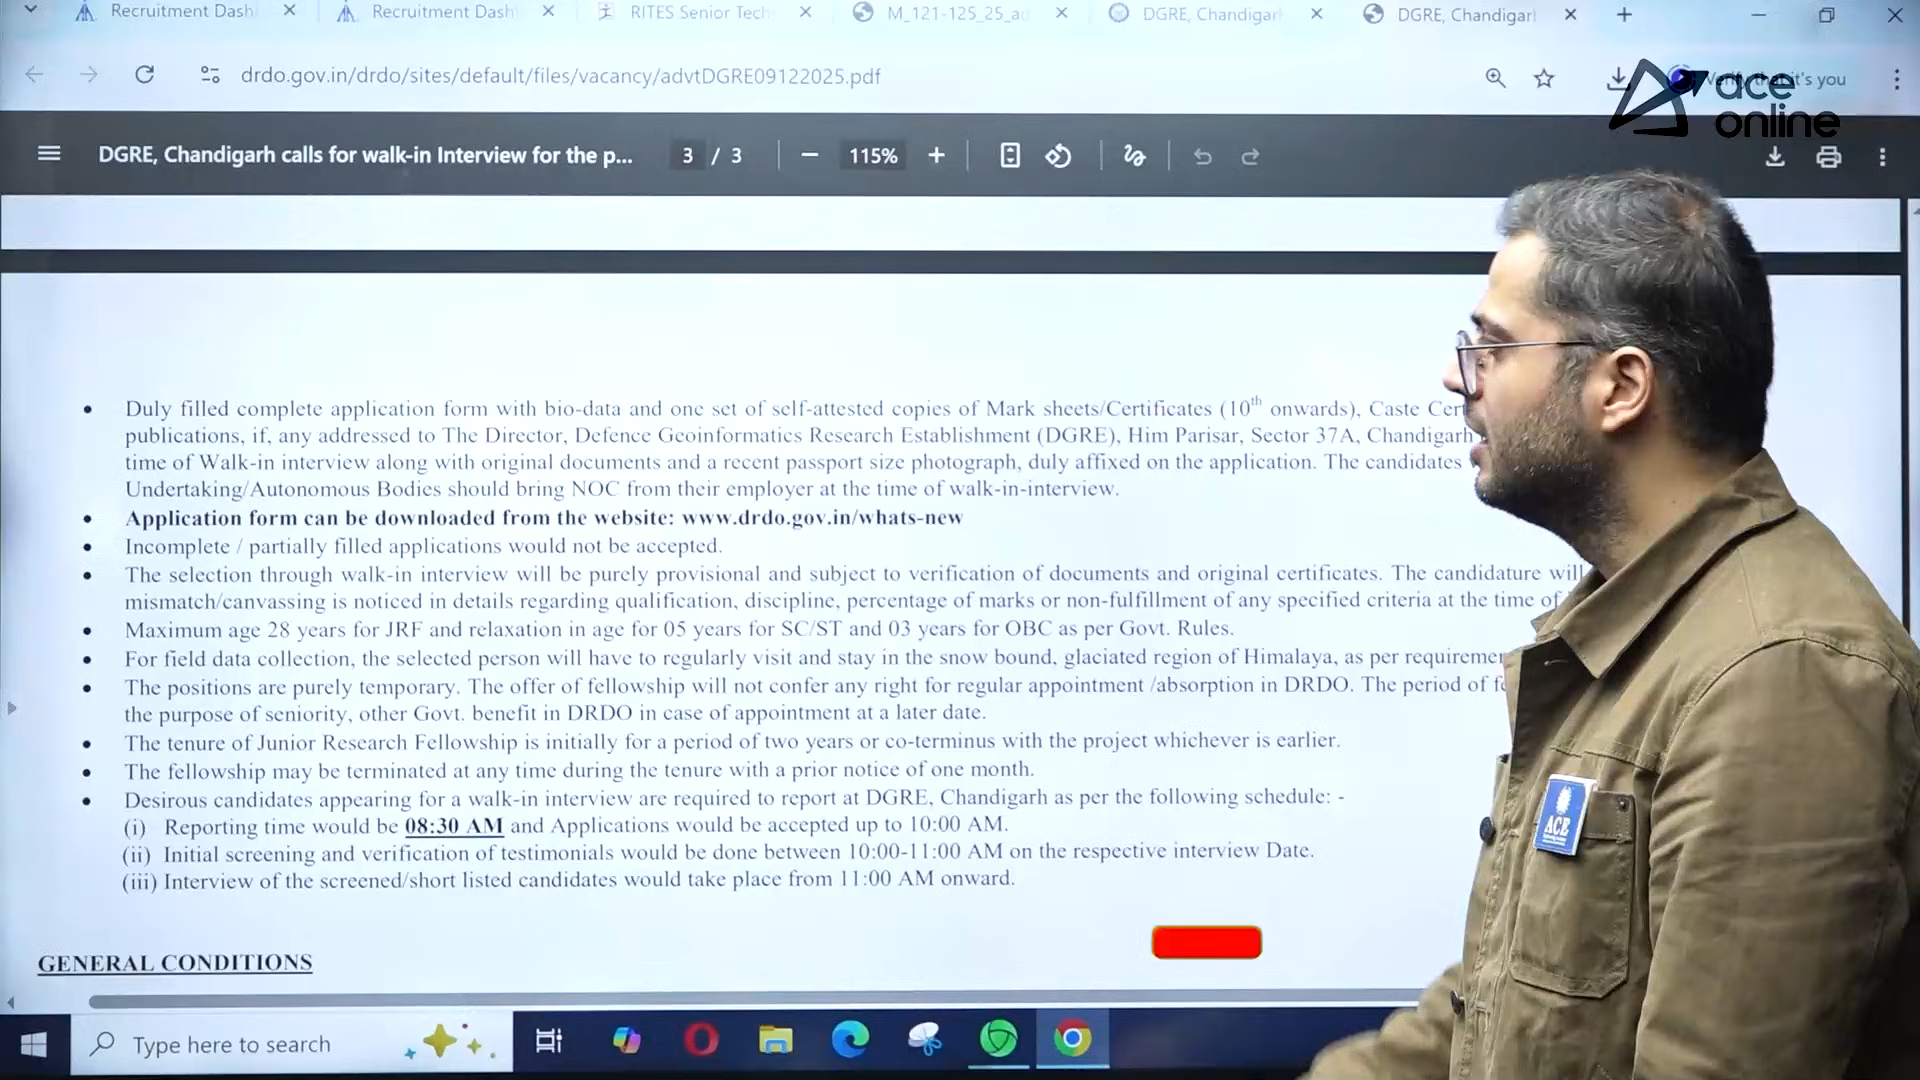 Recruitment Dash
Recruitment Dash
RITES Senior Tech
M_121-125_25_ad
DGRE, Chandigarh
DGRE, Chandigarh
drdo.gov.in/drdo/sites/default/files/vacancy/advtDGRE09122025.pdf
Verify that it's you
ace
online
DGRE, Chandigarh calls for walk-in Interview for the p...
3 / 3
115%
• Duly filled complete application form with bio-data and one set of self-attested copies of Mark sheets/Certificates (10th onwards), Caste Cert
publications, if, any addressed to The Director, Defence Geoinformatics Research Establishment (DGRE), Him Parisar, Sector 37A, Chandigarh
time of Walk-in interview along with original documents and a recent passport size photograph, duly affixed on the application. The candidates
Undertaking/Autonomous Bodies should bring NOC from their employer at the time of walk-in-interview.
• Application form can be downloaded from the website: www.drdo.gov.in/whats-new
• Incomplete / partially filled applications would not be accepted.
• The selection through walk-in interview will be purely provisional and subject to verification of documents and original certificates. The candidature will
mismatch/canvassing is noticed in details regarding qualification, discipline, percentage of marks or non-fulfillment of any specified criteria at the time of
• Maximum age 28 years for JRF and relaxation in age for 05 years for SC/ST and 03 years for OBC as per Govt. Rules.
• For field data collection, the selected person will have to regularly visit and stay in the snow bound, glaciated region of Himalaya, as per requiremen
• The positions are purely temporary. The offer of fellowship will not confer any right for regular appointment /absorption in DRDO. The period of fe
the purpose of seniority, other Govt. benefit in DRDO in case of appointment at a later date.
• The tenure of Junior Research Fellowship is initially for a period of two years or co-terminus with the project whichever is earlier.
• The fellowship may be terminated at any time during the tenure with a prior notice of one month.
• Desirous candidates appearing for a walk-in interview are required to report at DGRE, Chandigarh as per the following schedule: -
(i) Reporting time would be 08:30 AM and Applications would be accepted up to 10:00 AM.
(ii) Initial screening and verification of testimonials would be done between 10:00-11:00 AM on the respective interview Date.
(iii) Interview of the screened/short listed candidates would take place from 11:00 AM onward.
ACE
GENERAL CONDITIONS
Type here to search